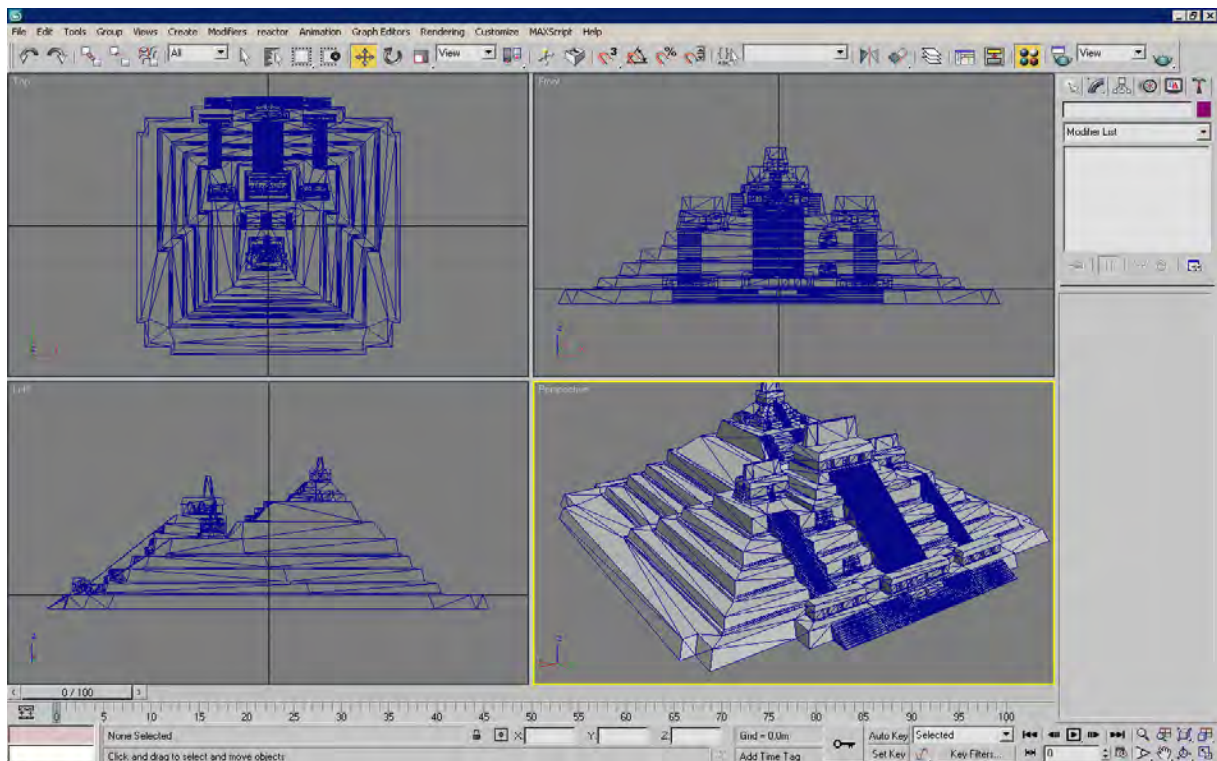 File Edit Tools Group Views Create Modifiers reactor Animation Graph Editors Rendering Customize MAXScript Help
All View View
Top
Front
Modifier List
Left
Perspective
0 / 100
0 5 10 15 20 25 30 35 40 45 50 55 60 65 70 75 80 85 90 95 100
None Selected X: Y: Z: Grid = 0,0m Auto Key Selected
Click and drag to select and move objects Add Time Tag Set Key Key Filters... 0